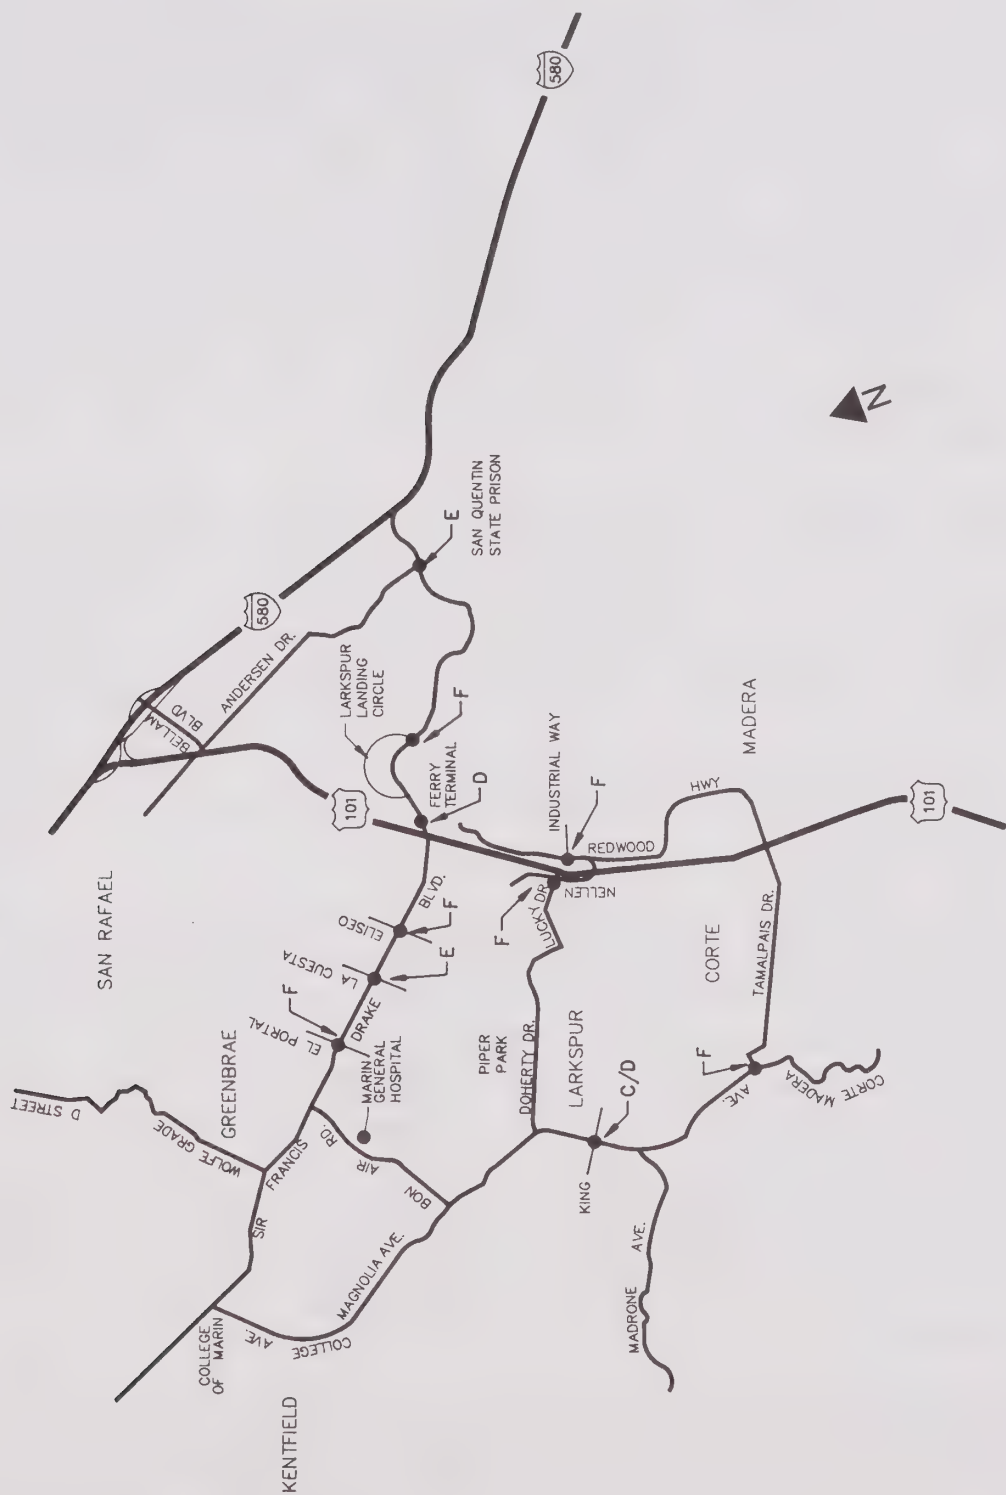 580
580
SAN QUENTIN
STATE PRISON
E
ANDERSEN DR.
BELLAM
BLVD
LARKSPUR
LANDING
CIRCLE
F
FERRY
TERMINAL
D
101
SAN RAFAEL
INDUSTRIAL WAY
F
MADERA
HWY
REDWOOD
NELLEN
101
LUCKY DR.
F
ELISEO
BLVD.
F
LA
CUESTA
E
EL PORTAL
F
DRAKE
MARIN
GENERAL
HOSPITAL
GREENBRAE
D STREET
WOLFE GRADE
FRANCIS
SIR
BON
AIR
RD.
PIPER
PARK
DOHERTY DR.
LARKSPUR
CORTE
TAMALPAIS DR.
F
CORTE MADERA
AVE.
C/D
KING
MAGNOLIA AVE.
COLLEGE
AVE.
COLLEGE
OF MARIN
MADRONE
AVE.
KENTFIELD
N